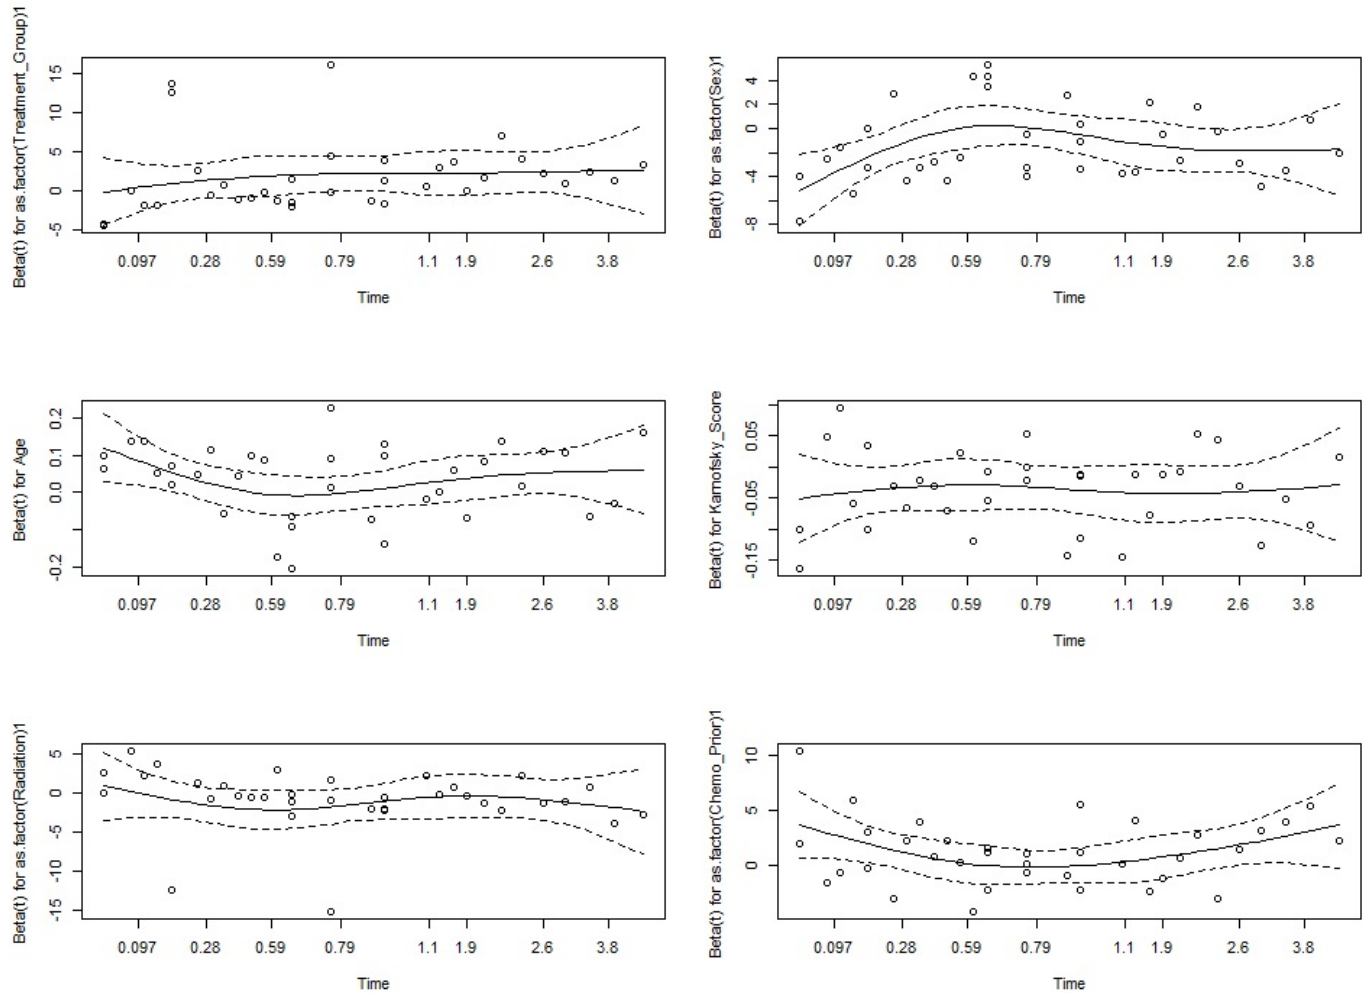 Beta(t) for as.factor(Treatment_Group)1
15
10
5
0
-5
0.097 0.28 0.59 0.79 1.1 1.9 2.6 3.8
Time
Beta(t) for as.factor(Sex)1
4
2
0
-4
-8
0.097 0.28 0.59 0.79 1.1 1.9 2.6 3.8
Time
Beta(t) for Age
0.2
0.1
0.0
-0.2
0.097 0.28 0.59 0.79 1.1 1.9 2.6 3.8
Time
Beta(t) for Karnofsky_Score
0.05
-0.05
-0.15
0.097 0.28 0.59 0.79 1.1 1.9 2.6 3.8
Time
Beta(t) for as.factor(Radiation)1
5
0
-5
-10
-15
0.097 0.28 0.59 0.79 1.1 1.9 2.6 3.8
Time
Beta(t) for as.factor(Chemo_Prior)1
10
5
0
0.097 0.28 0.59 0.79 1.1 1.9 2.6 3.8
Time